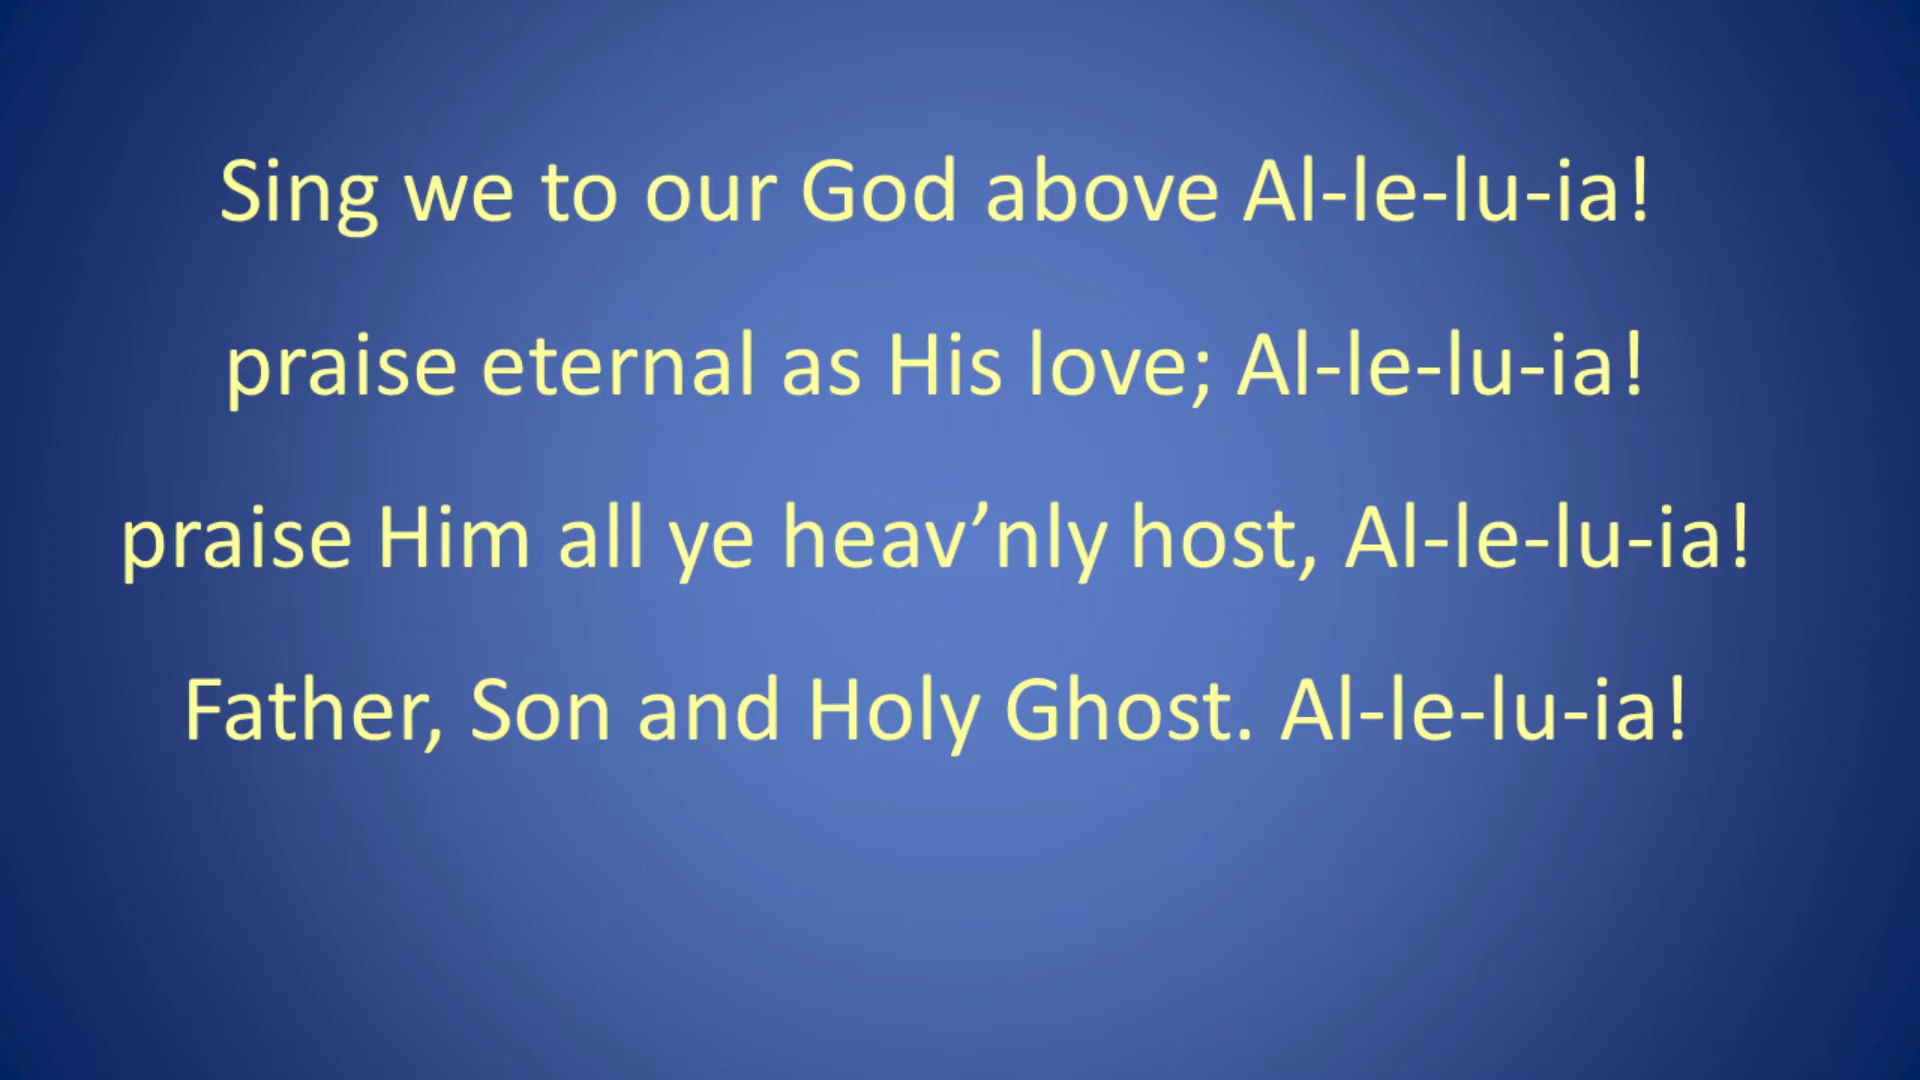 Sing we to our God above Al-le-lu-ia!
praise eternal as His love; Al-le-lu-ia!
praise Him all ye heav’nly host, Al-le-lu-ia!
Father, Son and Holy Ghost. Al-le-lu-ia!